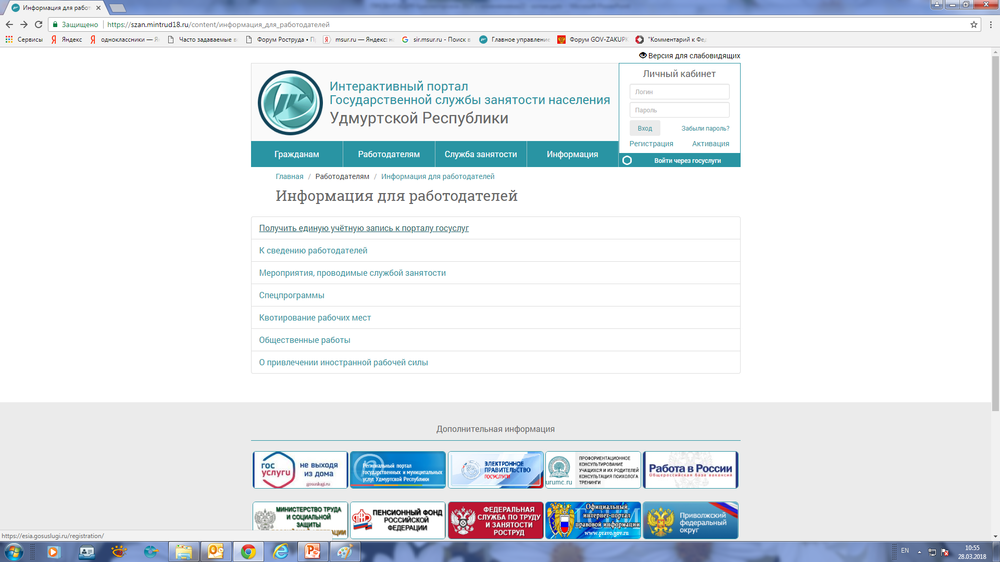 Информация для работ
Защищено
https://szan.mintrud18.ru/content/информация_для_работодателей
Сервисы
Яндекс
одноклассники — Я
Часто задаваемые в
Форум Роструда • П
msur.ru — Яндекс: н
sir.msur.ru - Поиск в
Главное управление
Форум GOV-ZAKUPK
"Комментарий к Фед
Версия для слабовидящих
Интерактивный портал
Государственной службы занятости населения
Удмуртской Республики
Личный кабинет
Логин
Пароль
Вход
Забыли пароль?
Регистрация
Активация
Войти через госуслуги
Гражданам
Работодателям
Служба занятости
Информация
Главная / Работодателям / Информация для работодателей
Информация для работодателей
Получить единую учётную запись к порталу госуслуг
К сведению работодателей
Мероприятия, проводимые службой занятости
Спецпрограммы
Квотирование рабочих мест
Общественные работы
О привлечении иностранной рабочей силы
Дополнительная информация
гос
услуги
не выходя
из дома
gosuslugi.ru
Региональный портал
государственных и муниципальных
услуг Удмуртской Республики
ЭЛЕКТРОННОЕ
ПРАВИТЕЛЬСТВО
ГОСУСЛУГИ
ПРОФОРИЕНТАЦИОННОЕ
КОНСУЛЬТИРОВАНИЕ
УЧАЩИХСЯ И ИХ РОДИТЕЛЕЙ
КОНСУЛЬТАЦИЯ ПСИХОЛОГА
ТРЕНИНГИ
urumc.ru
Работа в России
Общероссийская база вакансий
МИНИСТЕРСТВО ТРУДА
И СОЦИАЛЬНОЙ
ЗАЩИТЫ
ПЕНСИОННЫЙ ФОНД
РОССИЙСКОЙ
ФЕДЕРАЦИИ
ФЕДЕРАЛЬНАЯ
СЛУЖБА ПО ТРУДУ
И ЗАНЯТОСТИ
РОСТРУД
Официальный
интернет-портал
правовой информации
www.pravo.gov.ru
Приволжский
федеральный
округ
https://esia.gosuslugi.ru/registration/
EN
10:55
28.03.2018